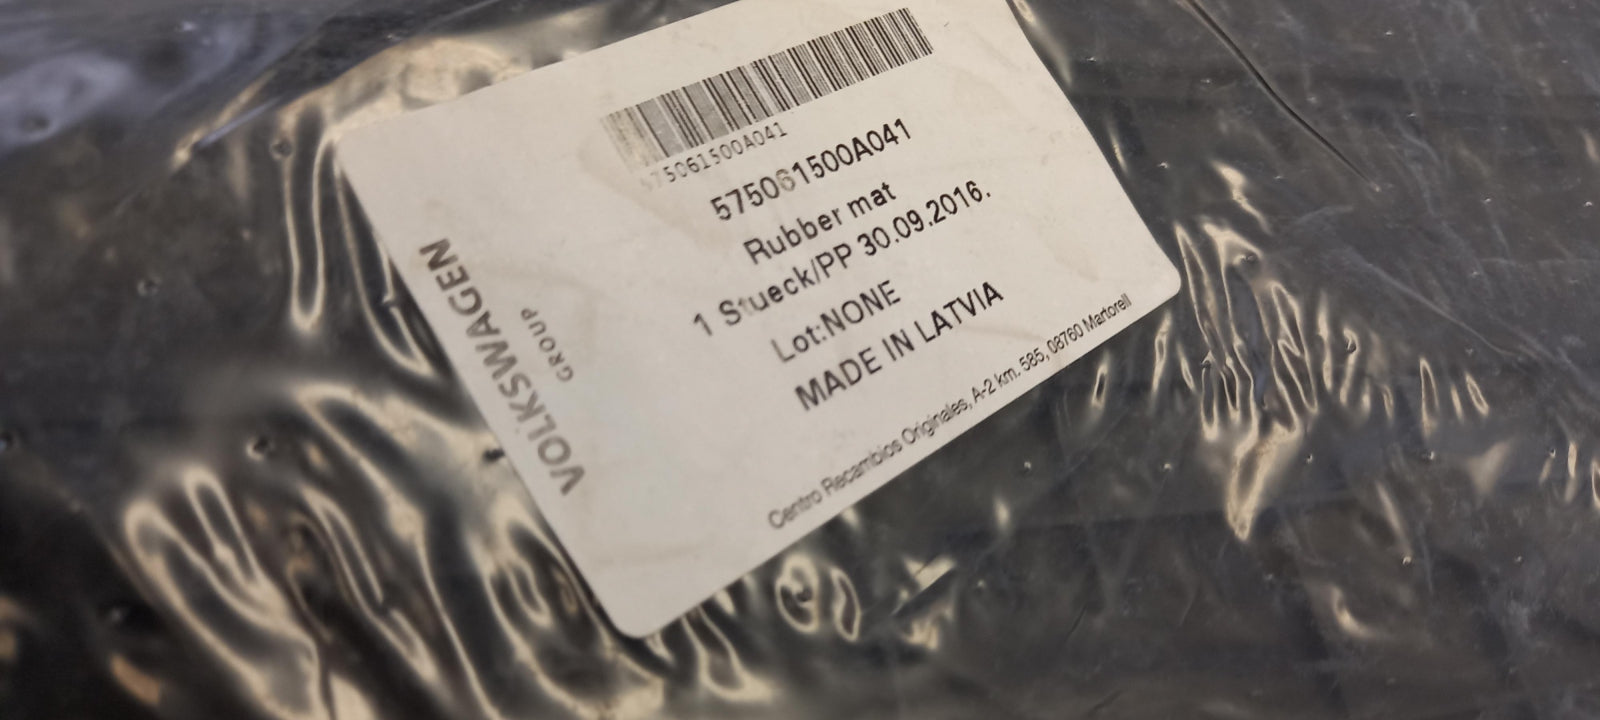 575061500A041
575061500A041
Rubber mat
1 Stueck/PP 30.09.2016.
Lot:NONE
MADE IN LATVIA
Centro Recambios Originales, A-2 km. 585, 08760 Martorell
VOLKSWAGEN
GROUP